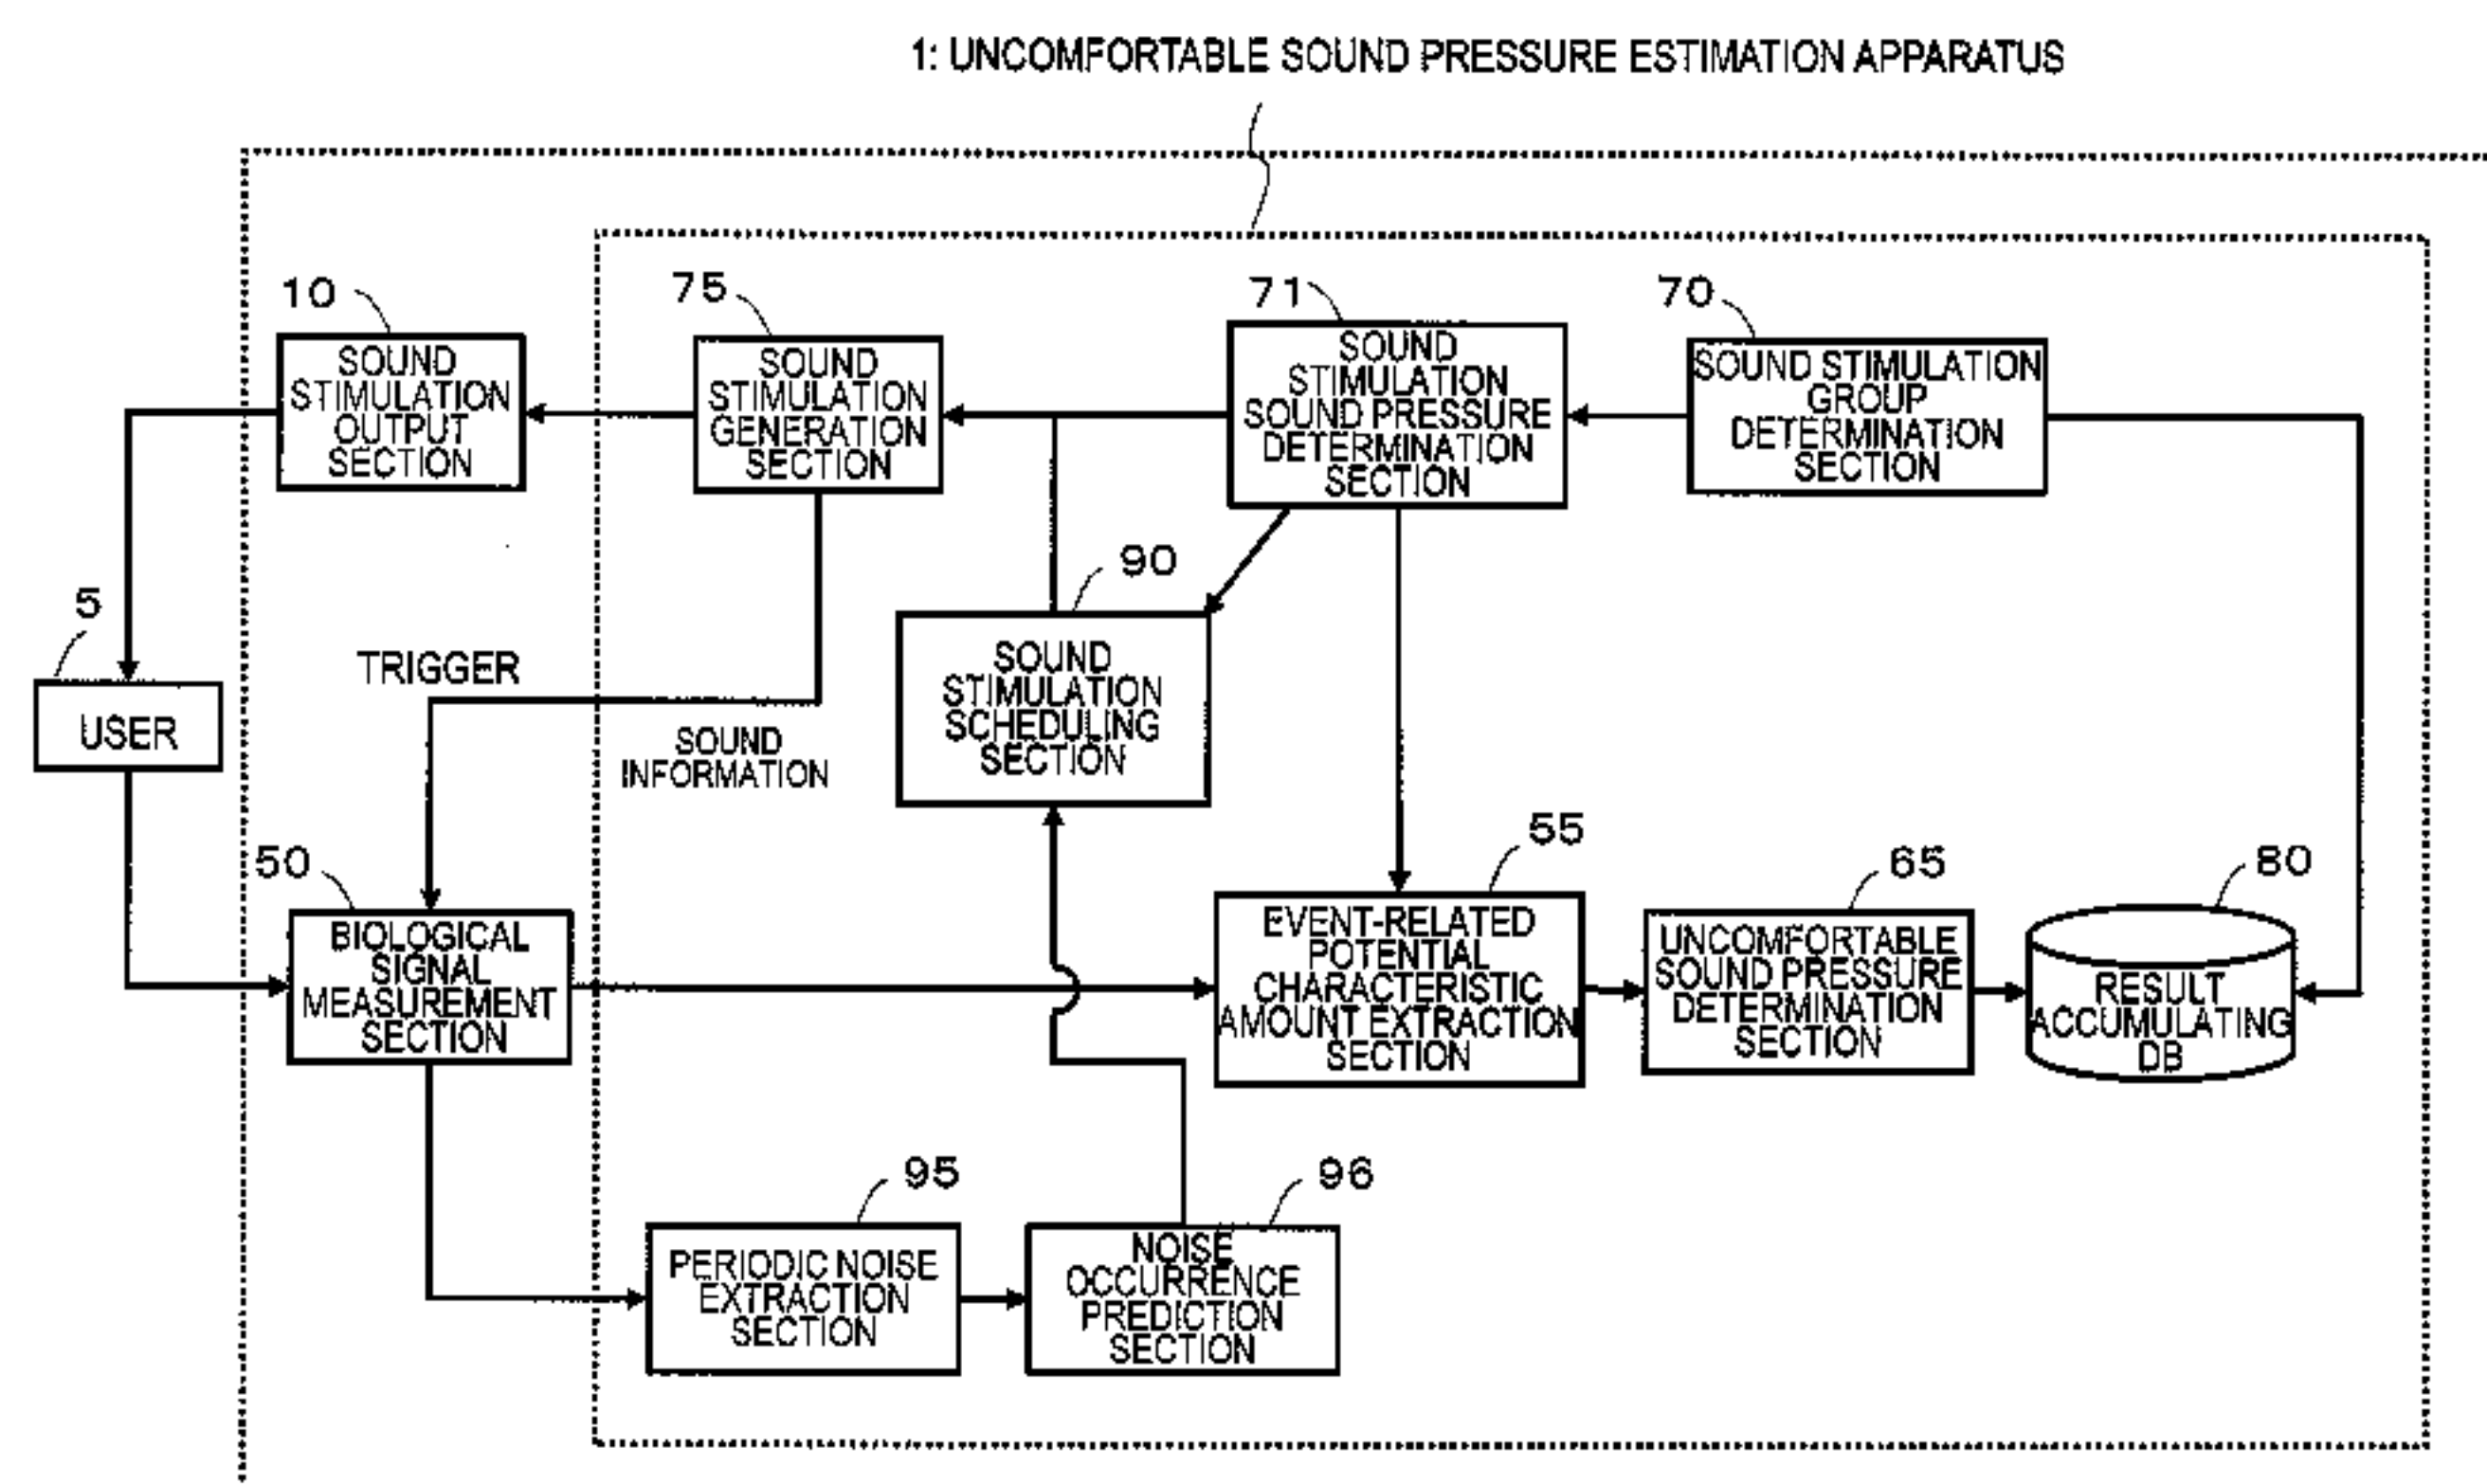 1: UNCOMFORTABLE SOUND PRESSURE ESTIMATION APPARATUS
10
SOUND
STIMULATION
OUTPUT
SECTION
75
SOUND
STIMULATION
GENERATION
SECTION
71
SOUND
STIMULATION
SOUND PRESSURE
DETERMINATION
SECTION
70
SOUND STIMULATION
GROUP
DETERMINATION
SECTION
5
USER
TRIGGER
SOUND
INFORMATION
90
SOUND
STIMULATION
SCHEDULING
SECTION
50
BIOLOGICAL
SIGNAL
MEASUREMENT
SECTION
55
EVENT-RELATED
POTENTIAL
CHARACTERISTIC
AMOUNT EXTRACTION
SECTION
65
UNCOMFORTABLE
SOUND PRESSURE
DETERMINATION
SECTION
80
RESULT
ACCUMULATING
DB
95
PERIODIC NOISE
EXTRACTION
SECTION
96
NOISE
OCCURRENCE
PREDICTION
SECTION